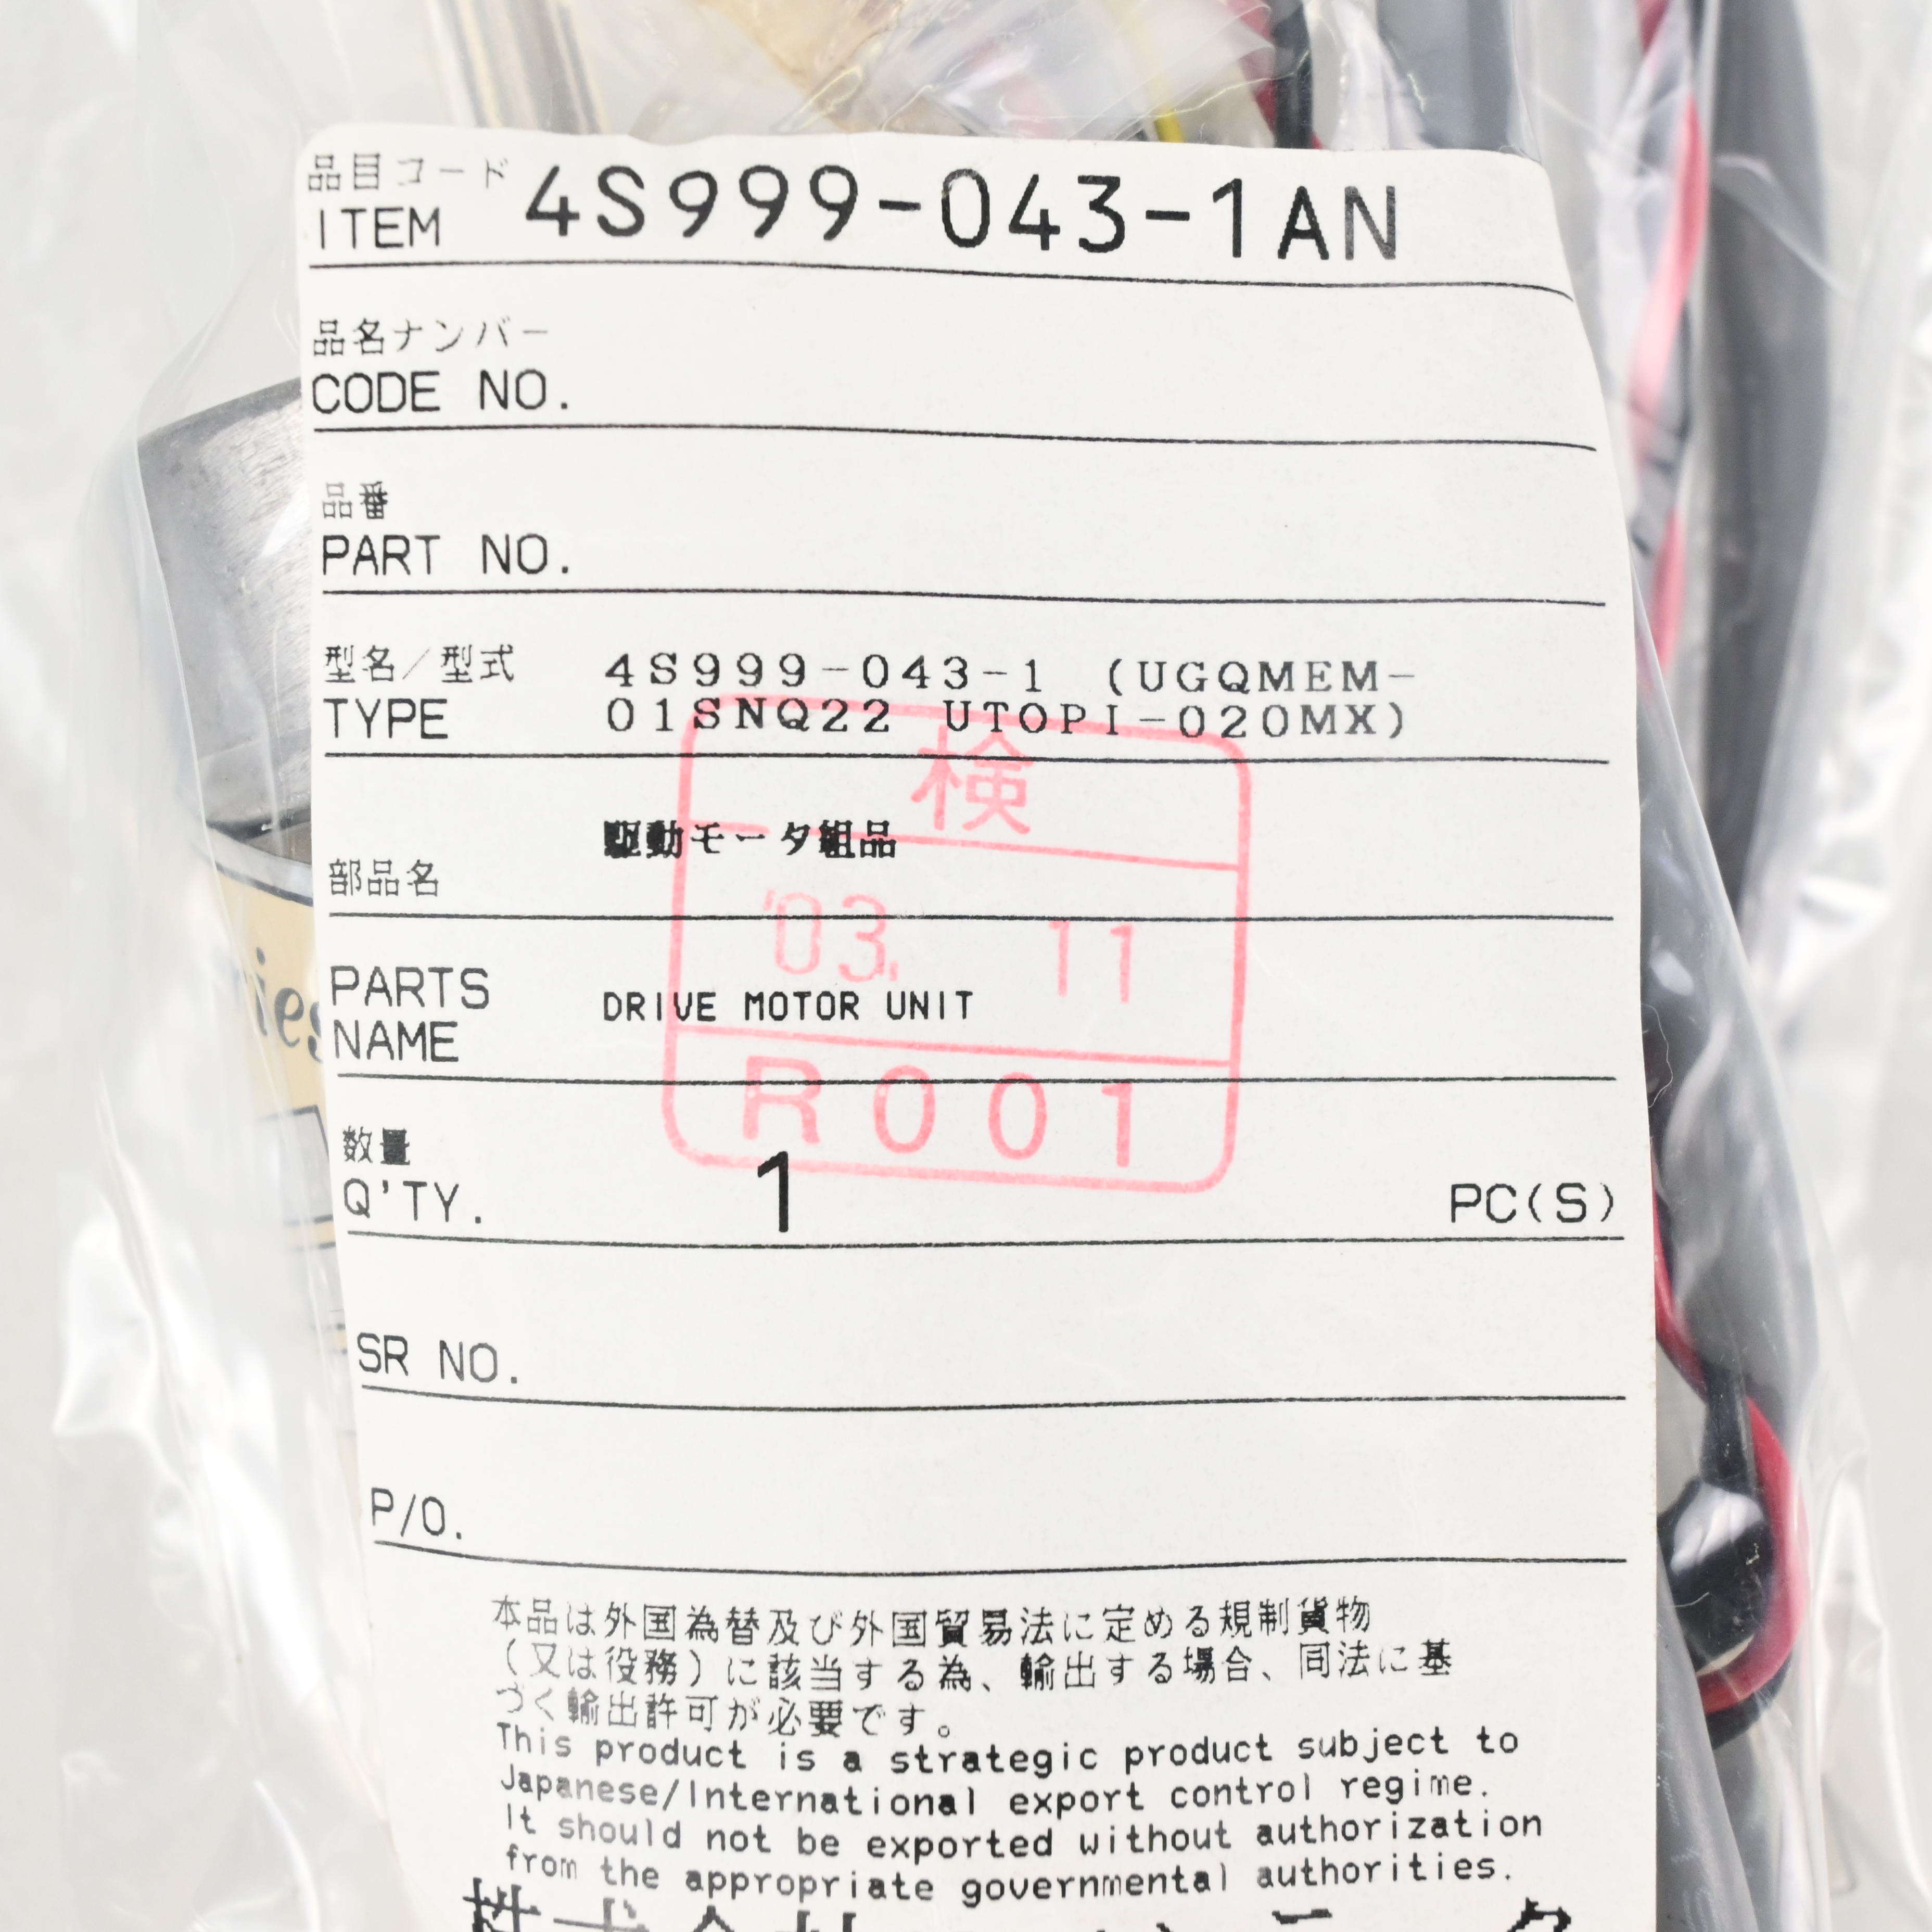 品目コード
ITEM 4S999-043-1AN
品名ナンバー
CODE NO.
品番
PART NO.
型名/型式 4S999-043-1 (UGQMEM-
TYPE 01SNQ22 UTOPI-020MX)
検
駆動モータ組品
部品名
'03. 11
PARTS
NAME DRIVE MOTOR UNIT
R001
数量
Q'TY. 1 PC(S)
SR NO.
P/O.
本品は外国為替及び外国貿易法に定める規制貨物
(又は役務)に該当する為、輸出する場合、同法に基
づく輸出許可が必要です。
This product is a strategic product subject to
Japanese/International export control regime.
It should not be exported without authorization
from the appropriate governmental authorities.
株式会社